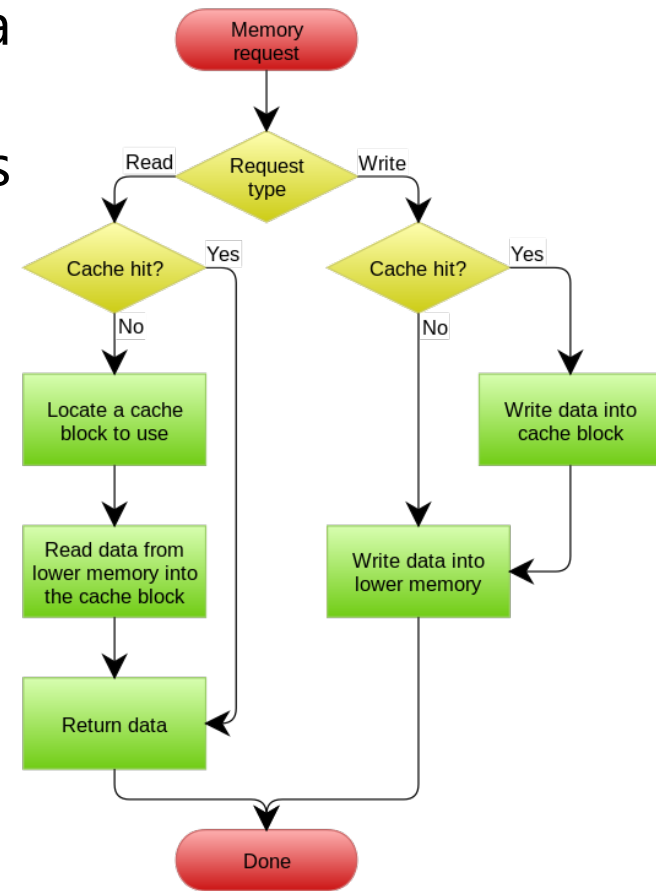 a
Memory
request
s
Read
Request
type
Write
Cache hit?
Yes
Cache hit?
Yes
No
No
Locate a cache
block to use
Write data into
cache block
Read data from
lower memory into
the cache block
Write data into
lower memory
Return data
Done